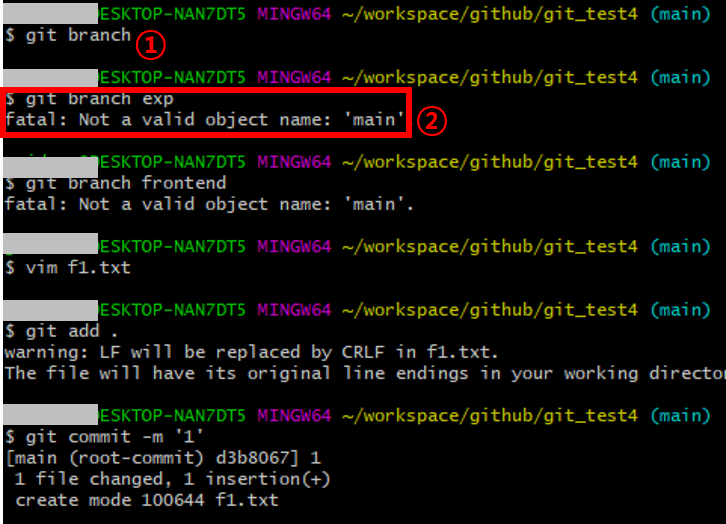 DESKTOP-NAN7DT5 MINGW64 ~/workspace/github/git_test4 (main)
$ git branch
①
ESKTOP-NAN7DT5 MINGW64 ~/workspace/github/git_test4 (main)
$ git branch exp
fatal: Not a valid object name: 'main'
②
DESKTOP-NAN7DT5 MINGW64 ~/workspace/github/git_test4 (main)
$ git branch frontend
fatal: Not a valid object name: 'main'.
ESKTOP-NAN7DT5 MINGW64 ~/workspace/github/git_test4 (main)
$ vim f1.txt
ESKTOP-NAN7DT5 MINGW64 ~/workspace/github/git_test4 (main)
$ git add .
warning: LF will be replaced by CRLF in f1.txt.
The file will have its original line endings in your working
ESKTOP-NAN7DT5 MINGW64 ~/workspace/github/git_test4 (main)
$ git commit -m '1'
[main (root-commit) d3b8067] 1
1 file changed, 1 insertion(+)
create mode 100644 f1.txt